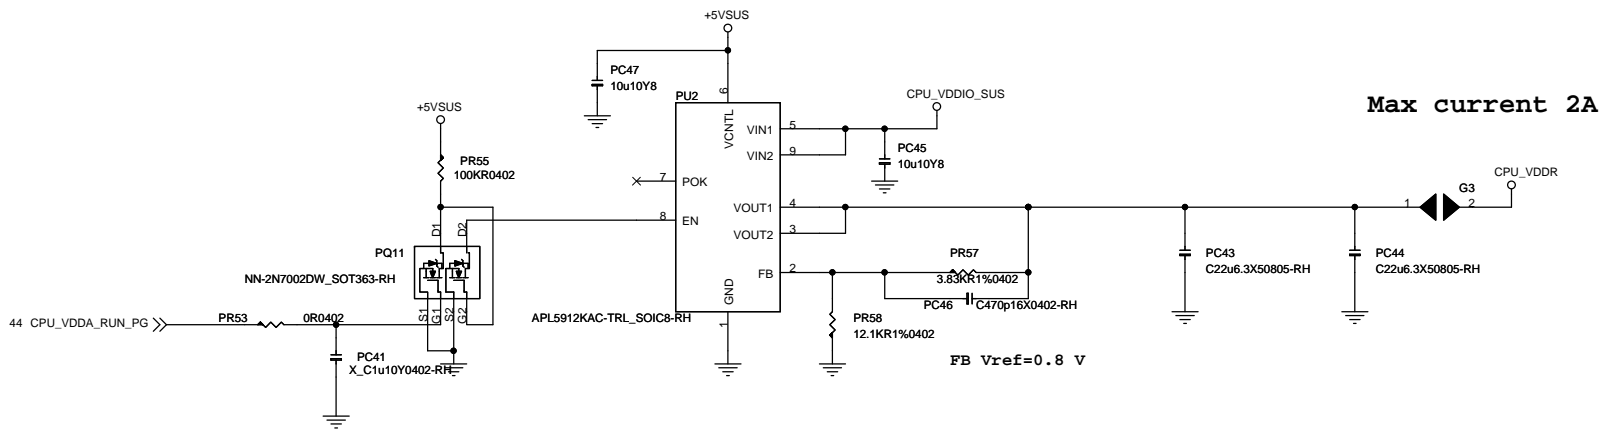 +5VSUS
PC47
10u10Y8
PU2
6
VCNTL
CPU_VDDIO_SUS
Max current 2A
+5VSUS
VIN1
5
VIN2
9
PC45
10u10Y8
PR55
100KR0402
7
POK
CPU_VDDR
G3
1
2
VOUT1
4
8
EN
VOUT2
3
D1
D2
PQ11
NN-2N7002DW_SOT363-RH
FB
2
PR57
3.83KR1%0402
PC43
C22u6.3X50805-RH
PC44
C22u6.3X50805-RH
GND
PC46
C470p16X0402-RH
S1
G1
S2
G2
44 CPU_VDDA_RUN_PG
PR53
0R0402
APL5912KAC-TRL_SOIC8-RH
1
PR58
12.1KR1%0402
PC41
X_C1u10Y0402-RH
FB Vref=0.8 V